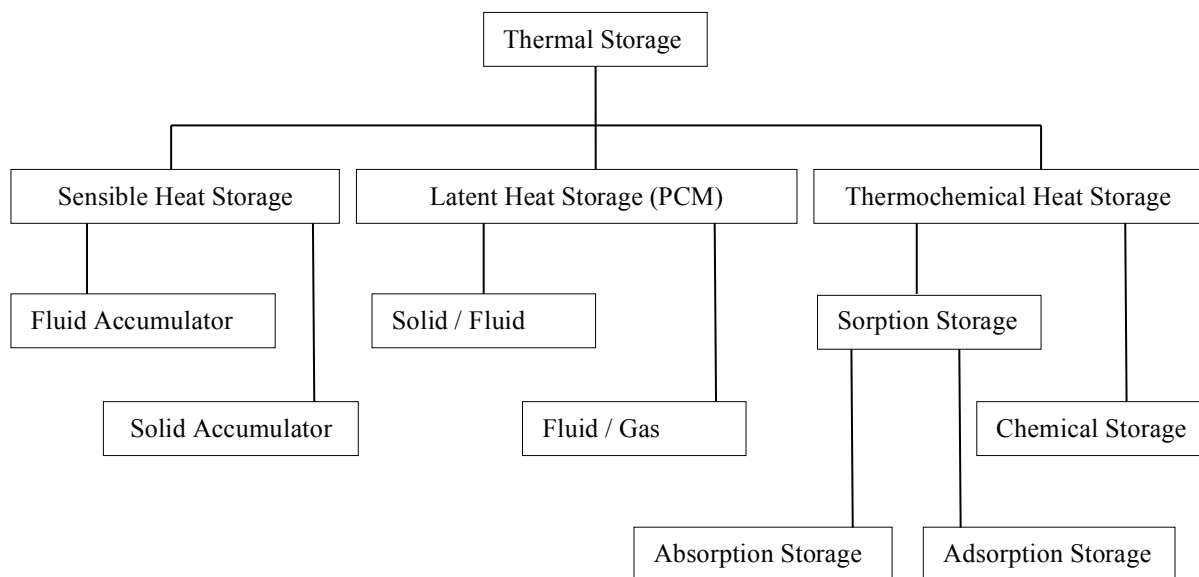 Thermal Storage
Sensible Heat Storage
Latent Heat Storage (PCM)
Thermochemical Heat Storage
Fluid Accumulator
Solid / Fluid
Sorption Storage
Solid Accumulator
Fluid / Gas
Chemical Storage
Absorption Storage
Adsorption Storage